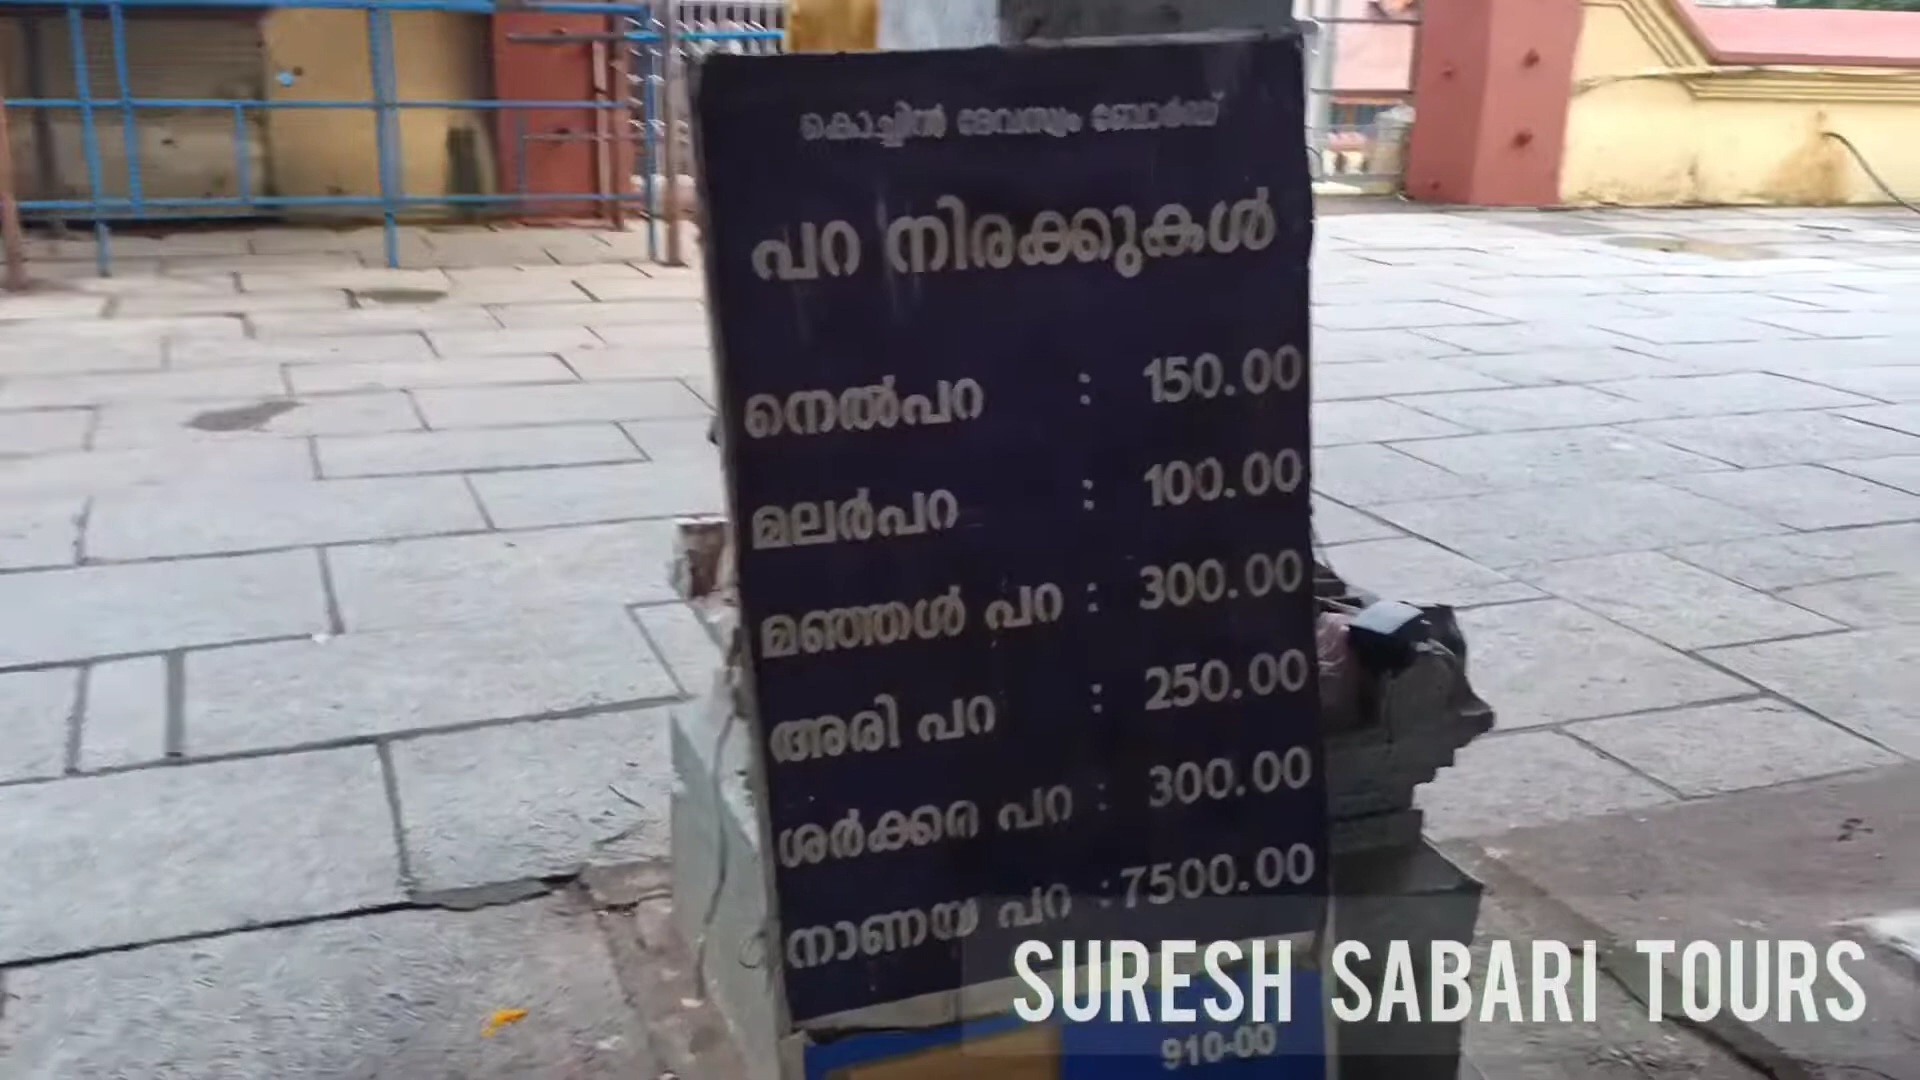 കൊച്ചിൻ ദേവസ്വം ബോർഡ്
പറ നിരക്കുകൾ
നെൽപറ : 150.00
മലർപറ : 100.00
മഞ്ഞൾ പറ : 300.00
അരി പറ : 250.00
ശർക്കര പറ : 300.00
നാണയ പറ : 7500.00
SURESH SABARI TOURS
910-00